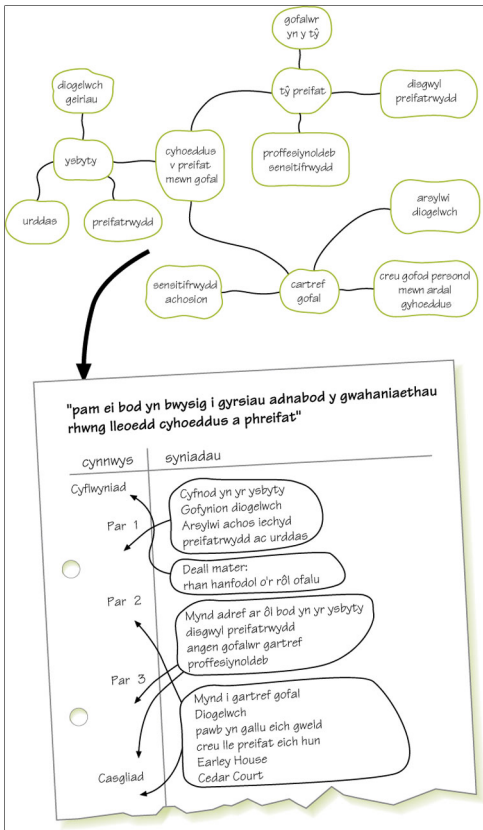 gofalwr
yn y tŷ
diogelwch
geiriau
tŷ preifat
disgwyl
preifatrwydd
ysbyty
cyhoeddus
v preifat
mewn gofal
proffesiynoldeb
sensitifrwydd
urddas
preifatrwydd
arsylwi
diogelwch
sensitifrwydd
achosion
cartref
gofal
creu gofod personol
mewn ardal
gyhoeddus
"pam ei bod yn bwysig i gyrsiau adnabod y gwahaniaethau
rhwng lleoedd cyhoeddus a phreifat"
cynnwys
syniadau
Cyflwyniad
Par 1
Cyfnod yn yr ysbyty
Gofynion diogelwch
Arsylwi achos iechyd
preifatrwydd ac urddas
Deall mater:
rhan hanfodol o'r rôl ofalu
Par 2
Mynd adref ar ôl bod yn yr ysbyty
disgwyl preifatrwydd
angen gofalwr gartref
proffesiynoldeb
Par 3
Mynd i gartref gofal
Diogelwch
pawb yn gallu eich gweld
creu lle preifat eich hun
Earley House
Cedar Court
Casgliad